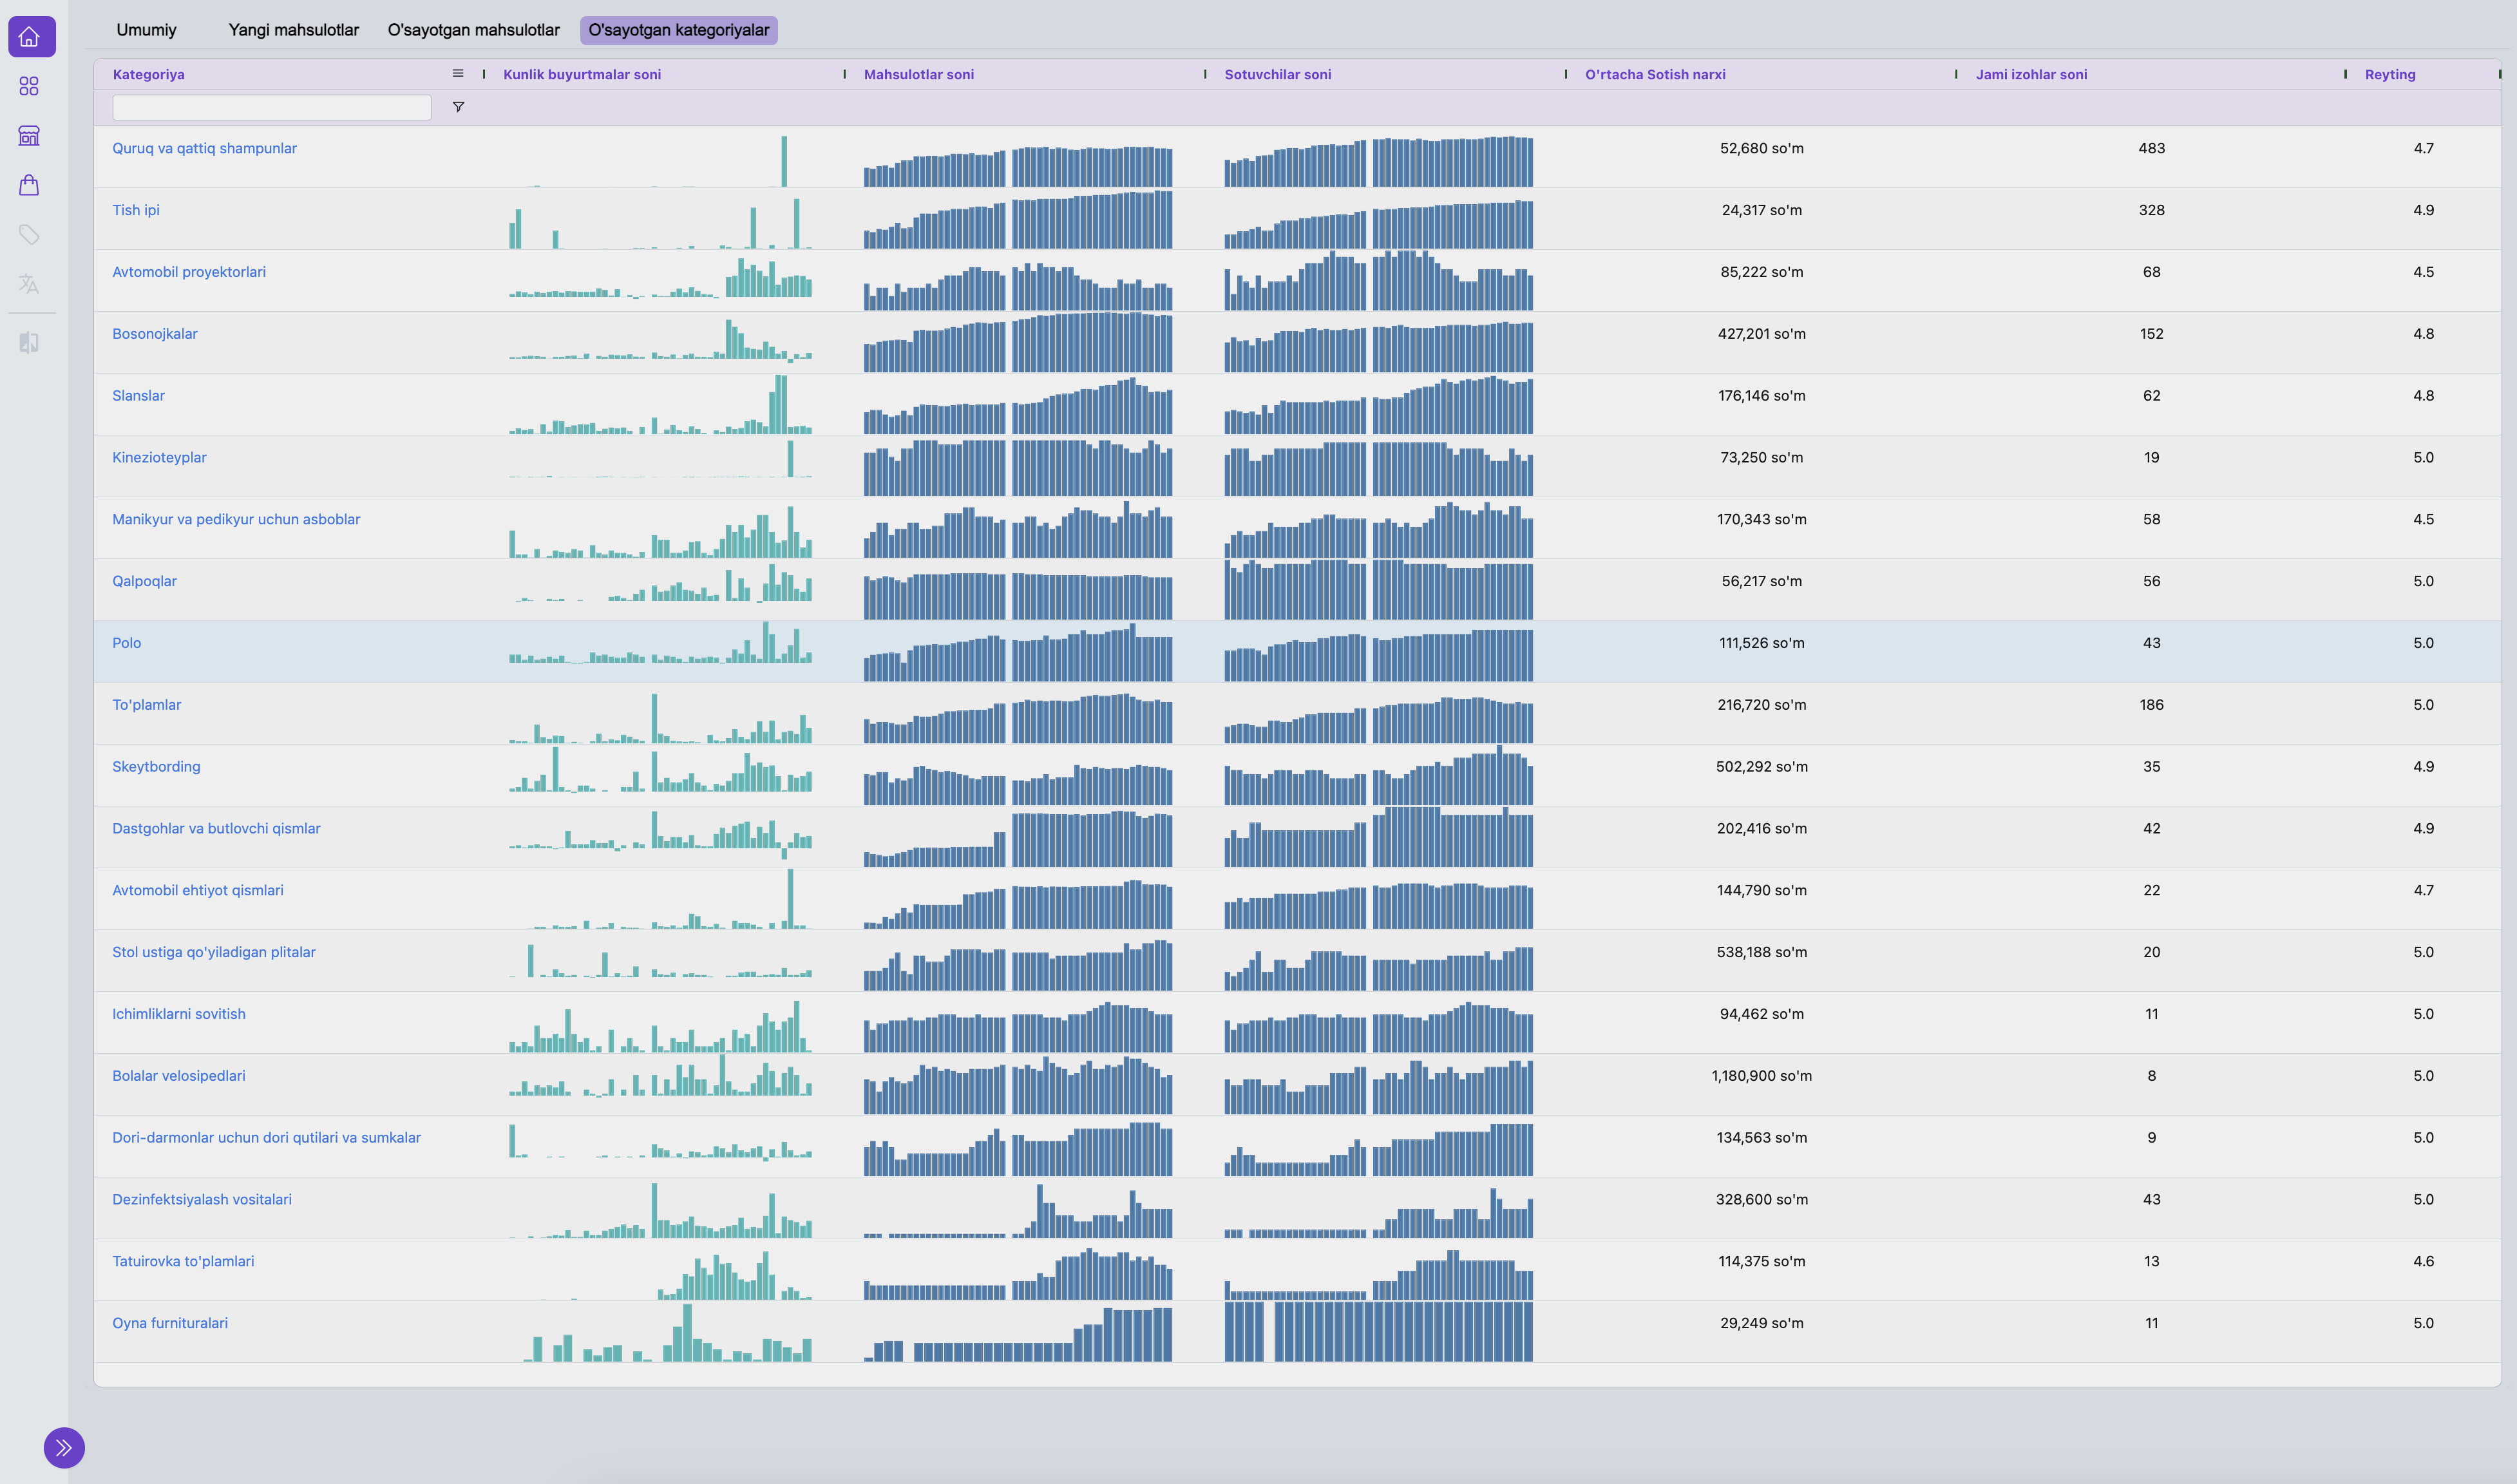 Umumiy Yangi mahsulotlar O'sayotgan mahsulotlar O'sayotgan kategoriyalar
Kategoriya Kunlik buyurtmalar soni Mahsulotlar soni Sotuvchilar soni O'rtacha Sotish narxi Jami izohlar soni Reyting
Quruq va qattiq shampunlar 52,680 so'm 483 4.7
Tish ipi 24,317 so'm 328 4.9
Avtomobil proyektorlari 85,222 so'm 68 4.5
Bosonojkalar 427,201 so'm 152 4.8
Slanslar 176,146 so'm 62 4.8
Kinezioteyplar 73,250 so'm 19 5.0
Manikyur va pedikyur uchun asboblar 170,343 so'm 58 4.5
Qalpoqlar 56,217 so'm 56 5.0
Polo 111,526 so'm 43 5.0
To'plamlar 216,720 so'm 186 5.0
Skeytbording 502,292 so'm 35 4.9
Dastgohlar va butlovchi qismlar 202,416 so'm 42 4.9
Avtomobil ehtiyot qismlari 144,790 so'm 22 4.7
Stol ustiga qo'yiladigan plitalar 538,188 so'm 20 5.0
Ichimliklarni sovitish 94,462 so'm 11 5.0
Bolalar velosipedlari 1,180,900 so'm 8 5.0
Dori-darmonlar uchun dori qutilari va sumkalar 134,563 so'm 9 5.0
Dezinfektsiyalash vositalari 328,600 so'm 43 5.0
Tatuirovka to'plamlari 114,375 so'm 13 4.6
Oyna furnituralari 29,249 so'm 11 5.0